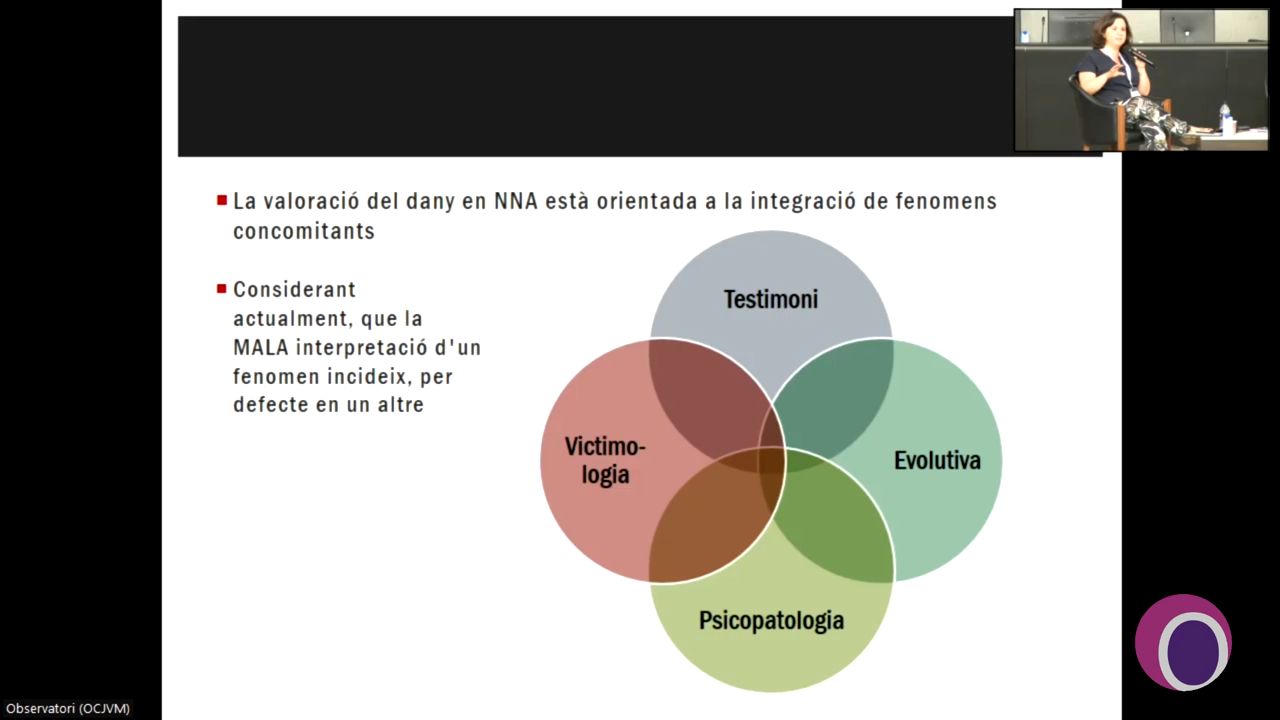 La valoració del dany en NNA està orientada a la integració de fenomens
concomitants
Considerant
actualment, que la
MALA interpretació d'un
fenomen incideix, per
defecte en un altre
Testimoni
Victimo-
logia
Evolutiva
Psicopatologia
Observatori (OCJVM)